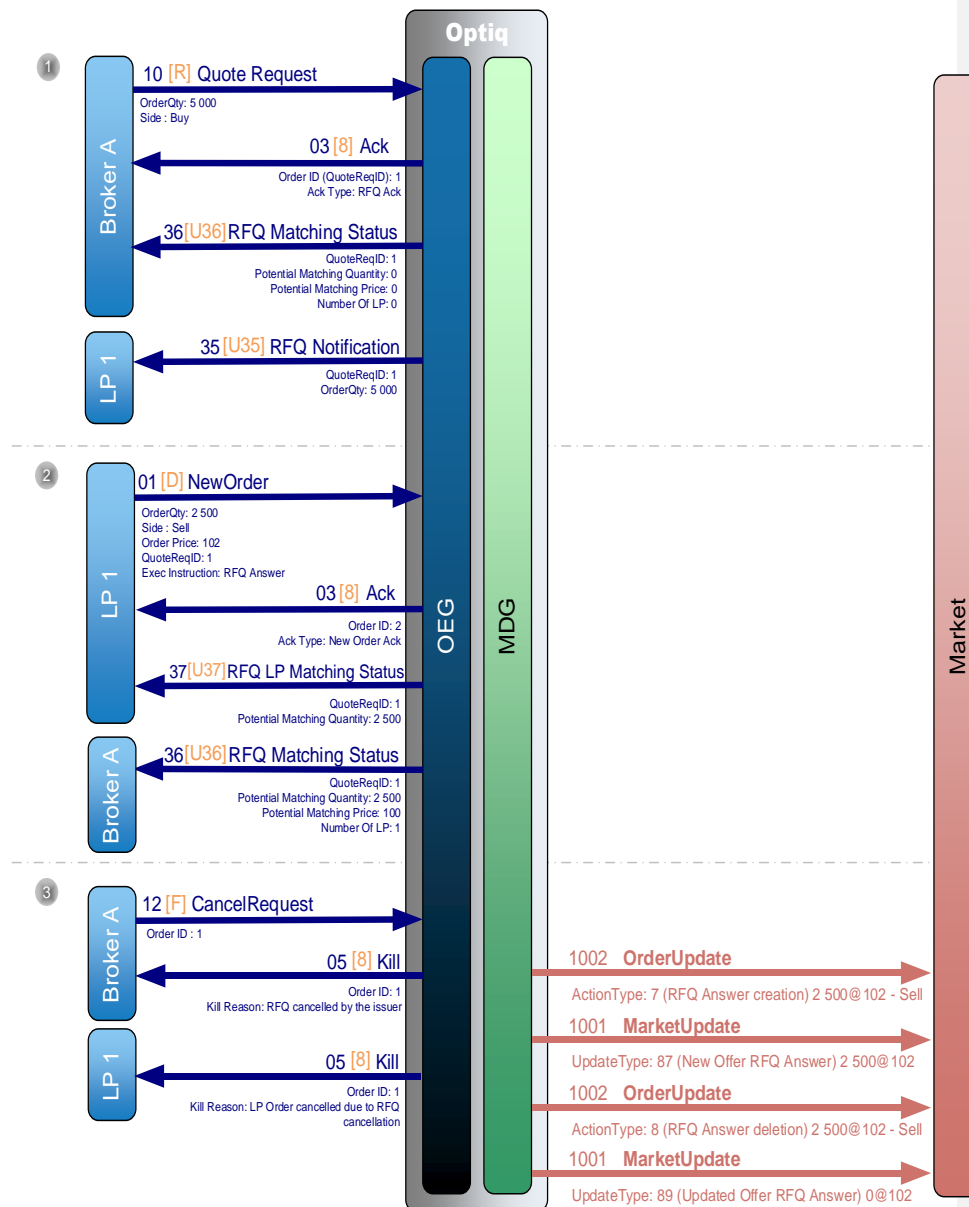 Optiq
OEG
MDG
Market
1
Broker A
10 [R] Quote Request
OrderQty: 5 000
Side : Buy
03 [8] Ack
Order ID (QuoteReqID): 1
Ack Type: RFQ Ack
36[U36]RFQ Matching Status
QuoteReqID: 1
Potential Matching Quantity: 0
Potential Matching Price: 0
Number Of LP: 0
LP 1
35 [U35] RFQ Notification
QuoteReqID: 1
OrderQty: 5 000
2
LP 1
01 [D] NewOrder
OrderQty: 2 500
Side : Sell
Order Price: 102
QuoteReqID: 1
Exec Instruction: RFQ Answer
03 [8] Ack
Order ID: 2
Ack Type: New Order Ack
37[U37]RFQ LP Matching Status
QuoteReqID: 1
Potential Matching Quantity: 2 500
Broker A
36[U36]RFQ Matching Status
QuoteReqID: 1
Potential Matching Quantity: 2 500
Potential Matching Price: 100
Number Of LP: 1
3
Broker A
12 [F] CancelRequest
Order ID : 1
05 [8] Kill
Order ID: 1
Kill Reason: RFQ cancelled by the issuer
LP 1
05 [8] Kill
Order ID: 1
Kill Reason: LP Order cancelled due to RFQ
cancellation
1002 OrderUpdate
ActionType: 7 (RFQ Answer creation) 2 500@102 - Sell
1001 MarketUpdate
UpdateType: 87 (New Offer RFQ Answer) 2 500@102
1002 OrderUpdate
ActionType: 8 (RFQ Answer deletion) 2 500@102 - Sell
1001 MarketUpdate
UpdateType: 89 (Updated Offer RFQ Answer) 0@102